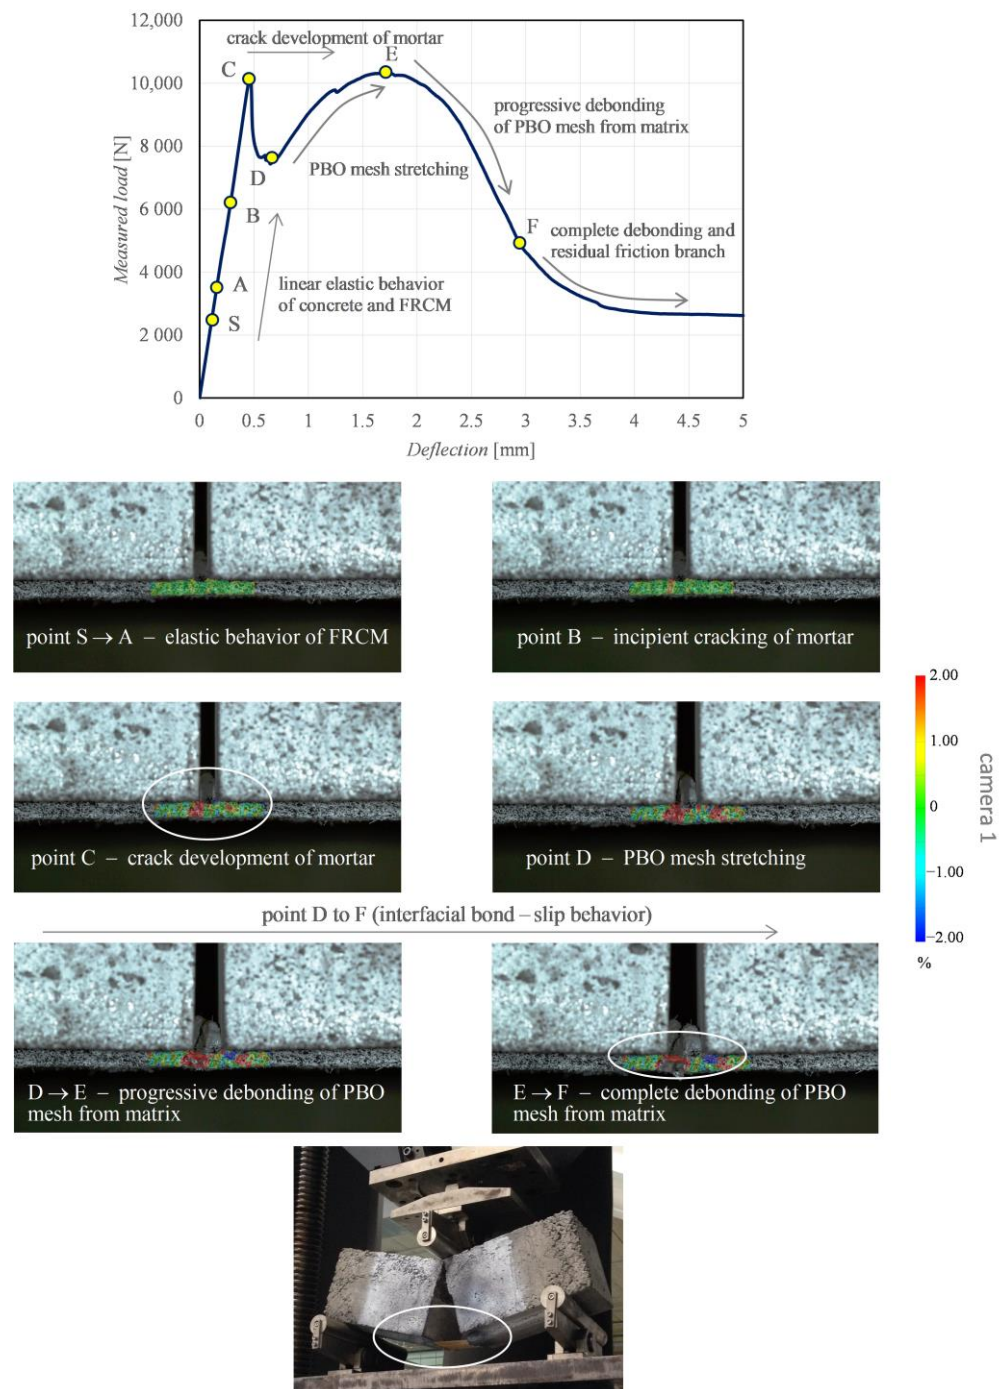 12,000
10,000
8 000
6 000
4 000
2 000
0
Measured load [N]
0 0.5 1 1.5 2 2.5 3 3.5 4 4.5 5
Deflection [mm]
crack development of mortar
C
E
D
B
A
S
F
PBO mesh stretching
progressive debonding
of PBO mesh from matrix
linear elastic behavior
of concrete and FRCM
complete debonding and
residual friction branch
point S → A – elastic behavior of FRCM
point B – incipient cracking of mortar
point C – crack development of mortar
point D – PBO mesh stretching
2.00
1.00
0
−1.00
−2.00
%
camera 1
point D to F (interfacial bond – slip behavior)
D → E – progressive debonding of PBO
mesh from matrix
E → F – complete debonding of PBO
mesh from matrix